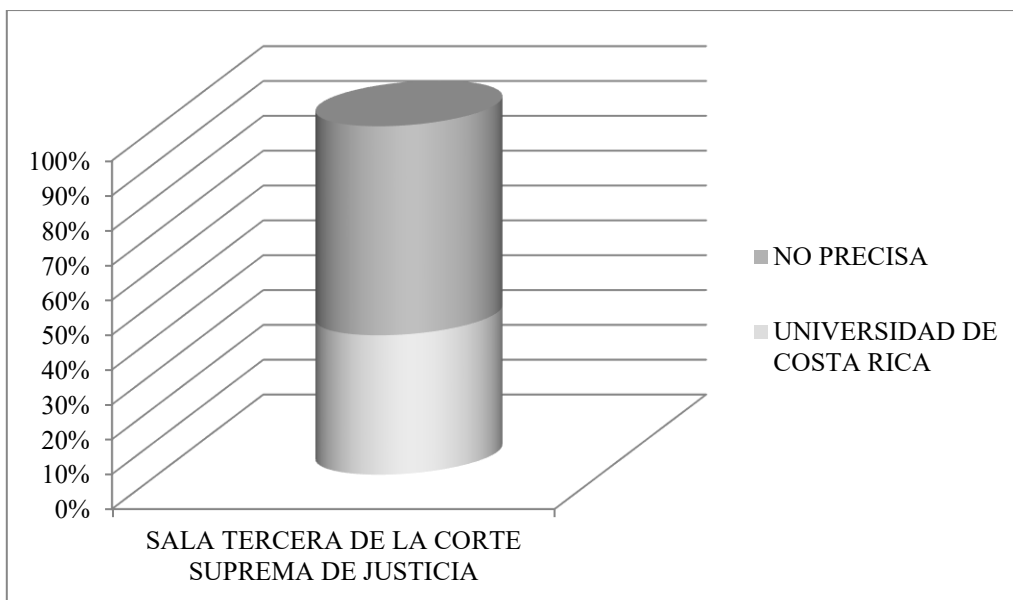 100%
90%
80%
70%
60%
50%
40%
30%
20%
10%
0%
SALA TERCERA DE LA CORTE
SUPREMA DE JUSTICIA
NO PRECISA
UNIVERSIDAD DE
COSTA RICA